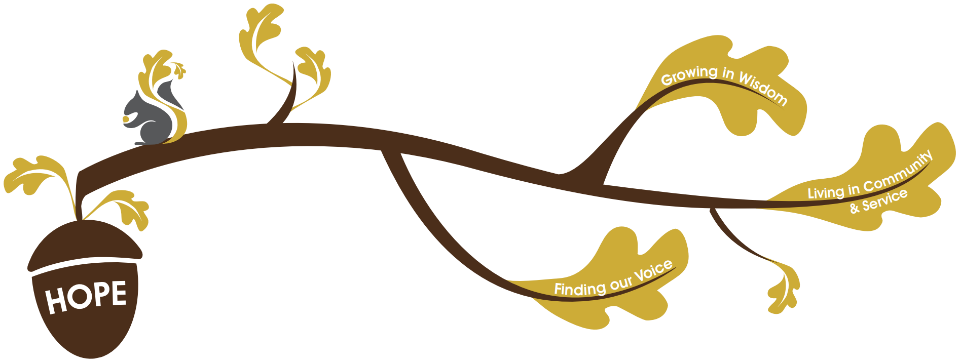 Growing in Wisdom
Living in Community
& Service
Finding our Voice
HOPE